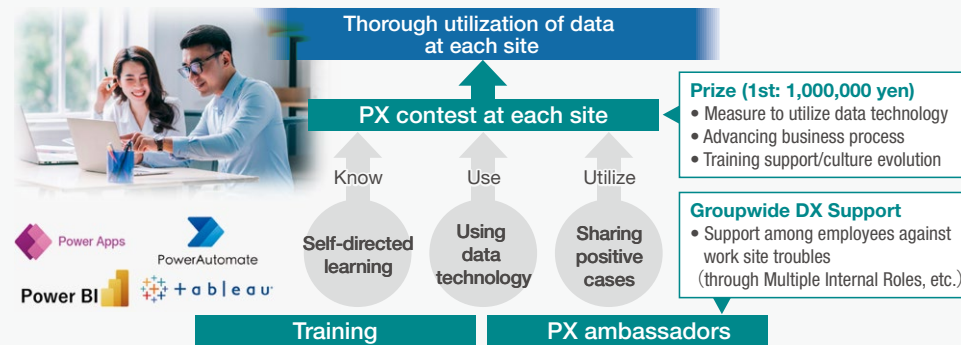 Thorough utilization of data
at each site
PX contest at each site
Prize (1st: 1,000,000 yen)
• Measure to utilize data technology
• Advancing business process
• Training support/culture evolution
Know
Use
Utilize
Self-directed
learning
Using
data
technology
Sharing
positive
cases
Groupwide DX Support
• Support among employees against
work site troubles
(through Multiple Internal Roles, etc.)
Power Apps
PowerAutomate
Power BI
+ableau
Training
PX ambassadors